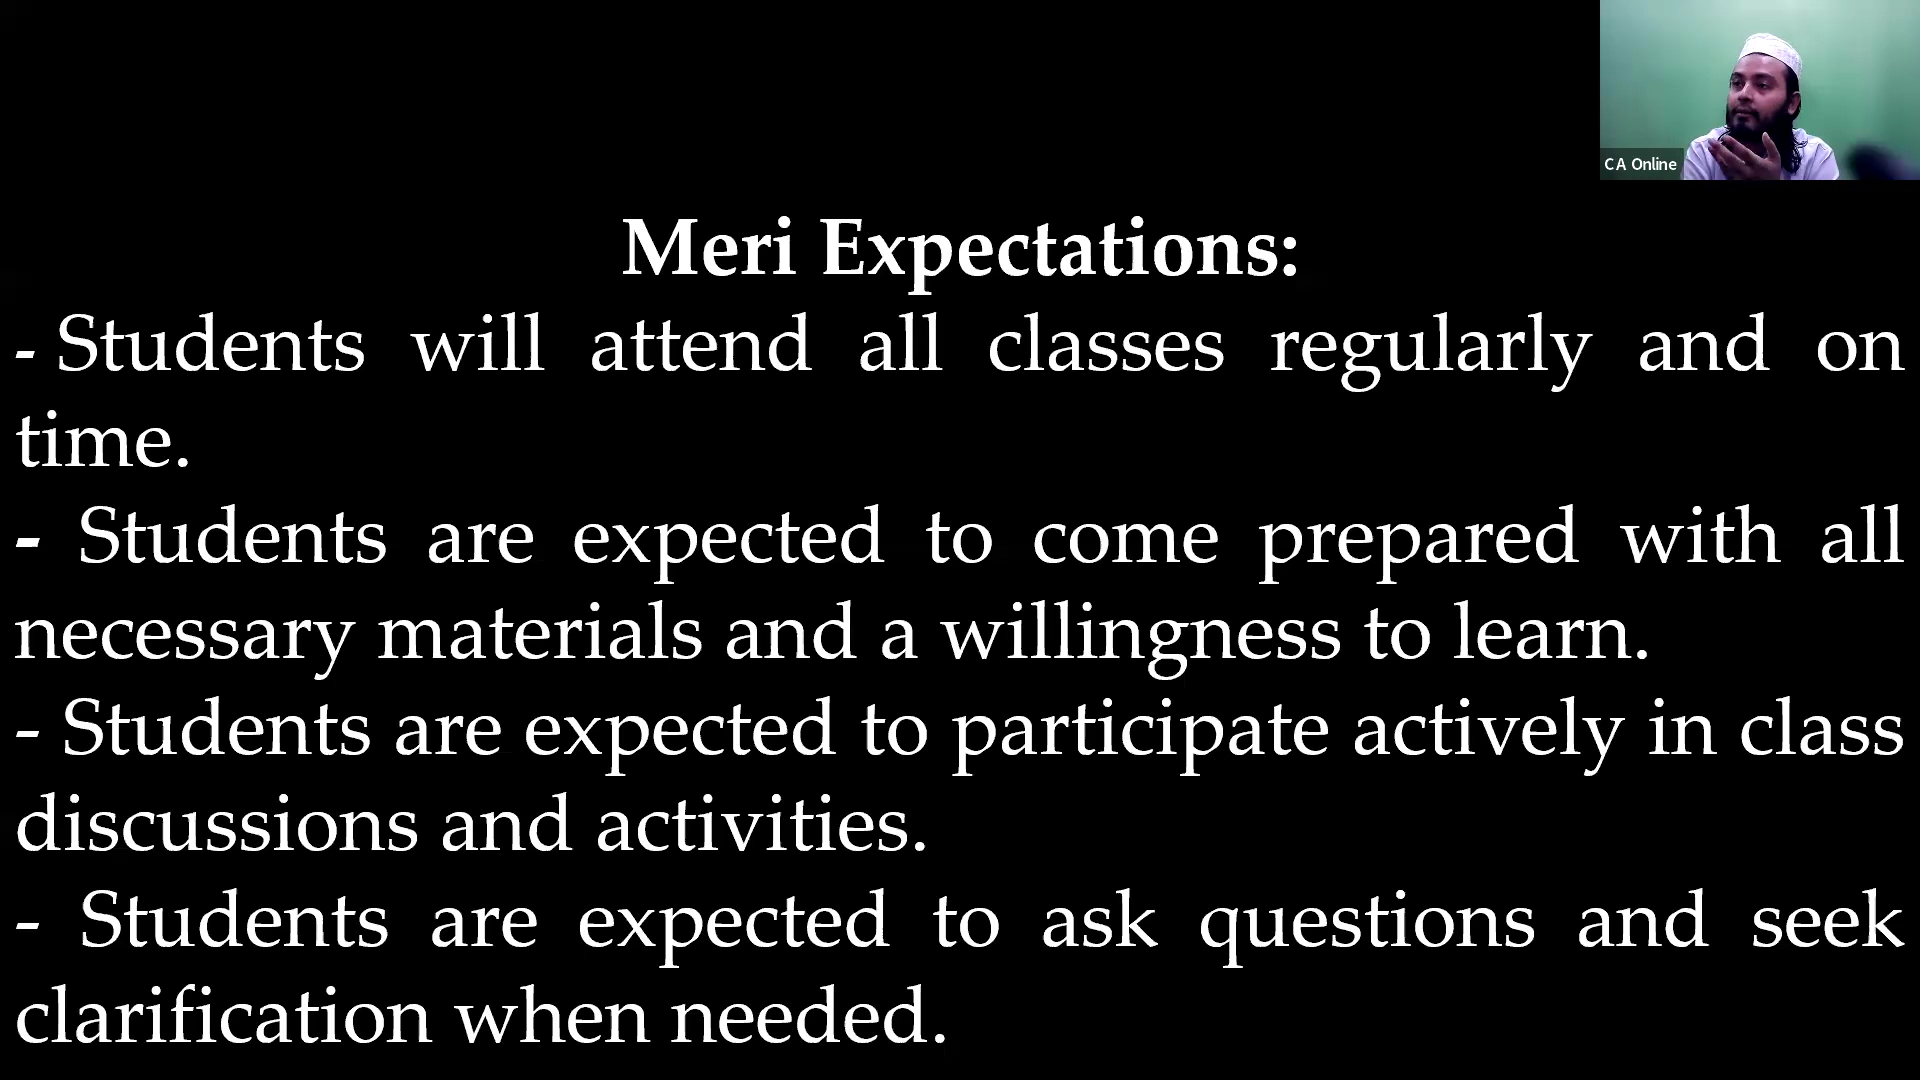 C A Online
Meri Expectations:
- Students will attend all classes regularly and on
time.
- Students are expected to come prepared with all
necessary materials and a willingness to learn.
- Students are expected to participate actively in class
discussions and activities.
- Students are expected to ask questions and seek
clarification when needed.